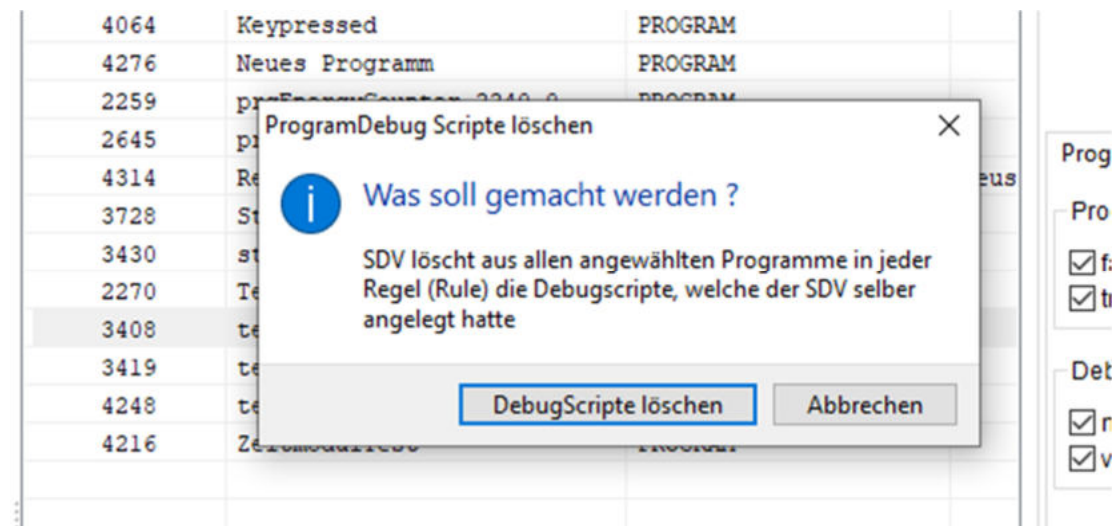 4064 Keypressed PROGRAM
4276 Neues Programm PROGRAM
2259
2645
4314
3728
3430
2270
3408
3419
4248
4216
ProgramDebug Scripte löschen
Was soll gemacht werden ?
SDV löscht aus allen angewählten Programme in jeder
Regel (Rule) die Debugscripte, welche der SDV selber
angelegt hatte
DebugScripte löschen Abbrechen
Prog
Pro
Deb